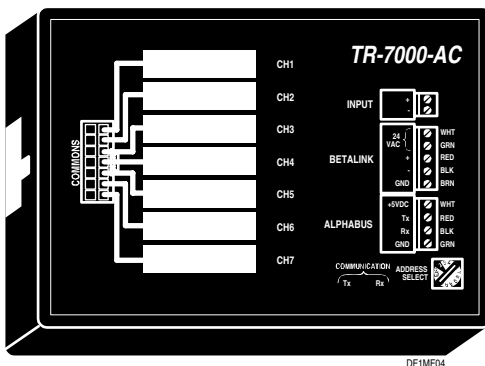 TR-7000-AC
CH1
CH2
CH3
CH4
CH5
CH6
CH7
COMMONS
INPUT
+
-
BETALINK
24 VAC
+
-
GND
WHT
GRN
RED
BLK
BRN
ALPHABUS
+5VDC
Tx
Rx
GND
WHT
RED
BLK
GRN
COMMUNICATION
Tx Rx
ADDRESS
SELECT
DF1MF04